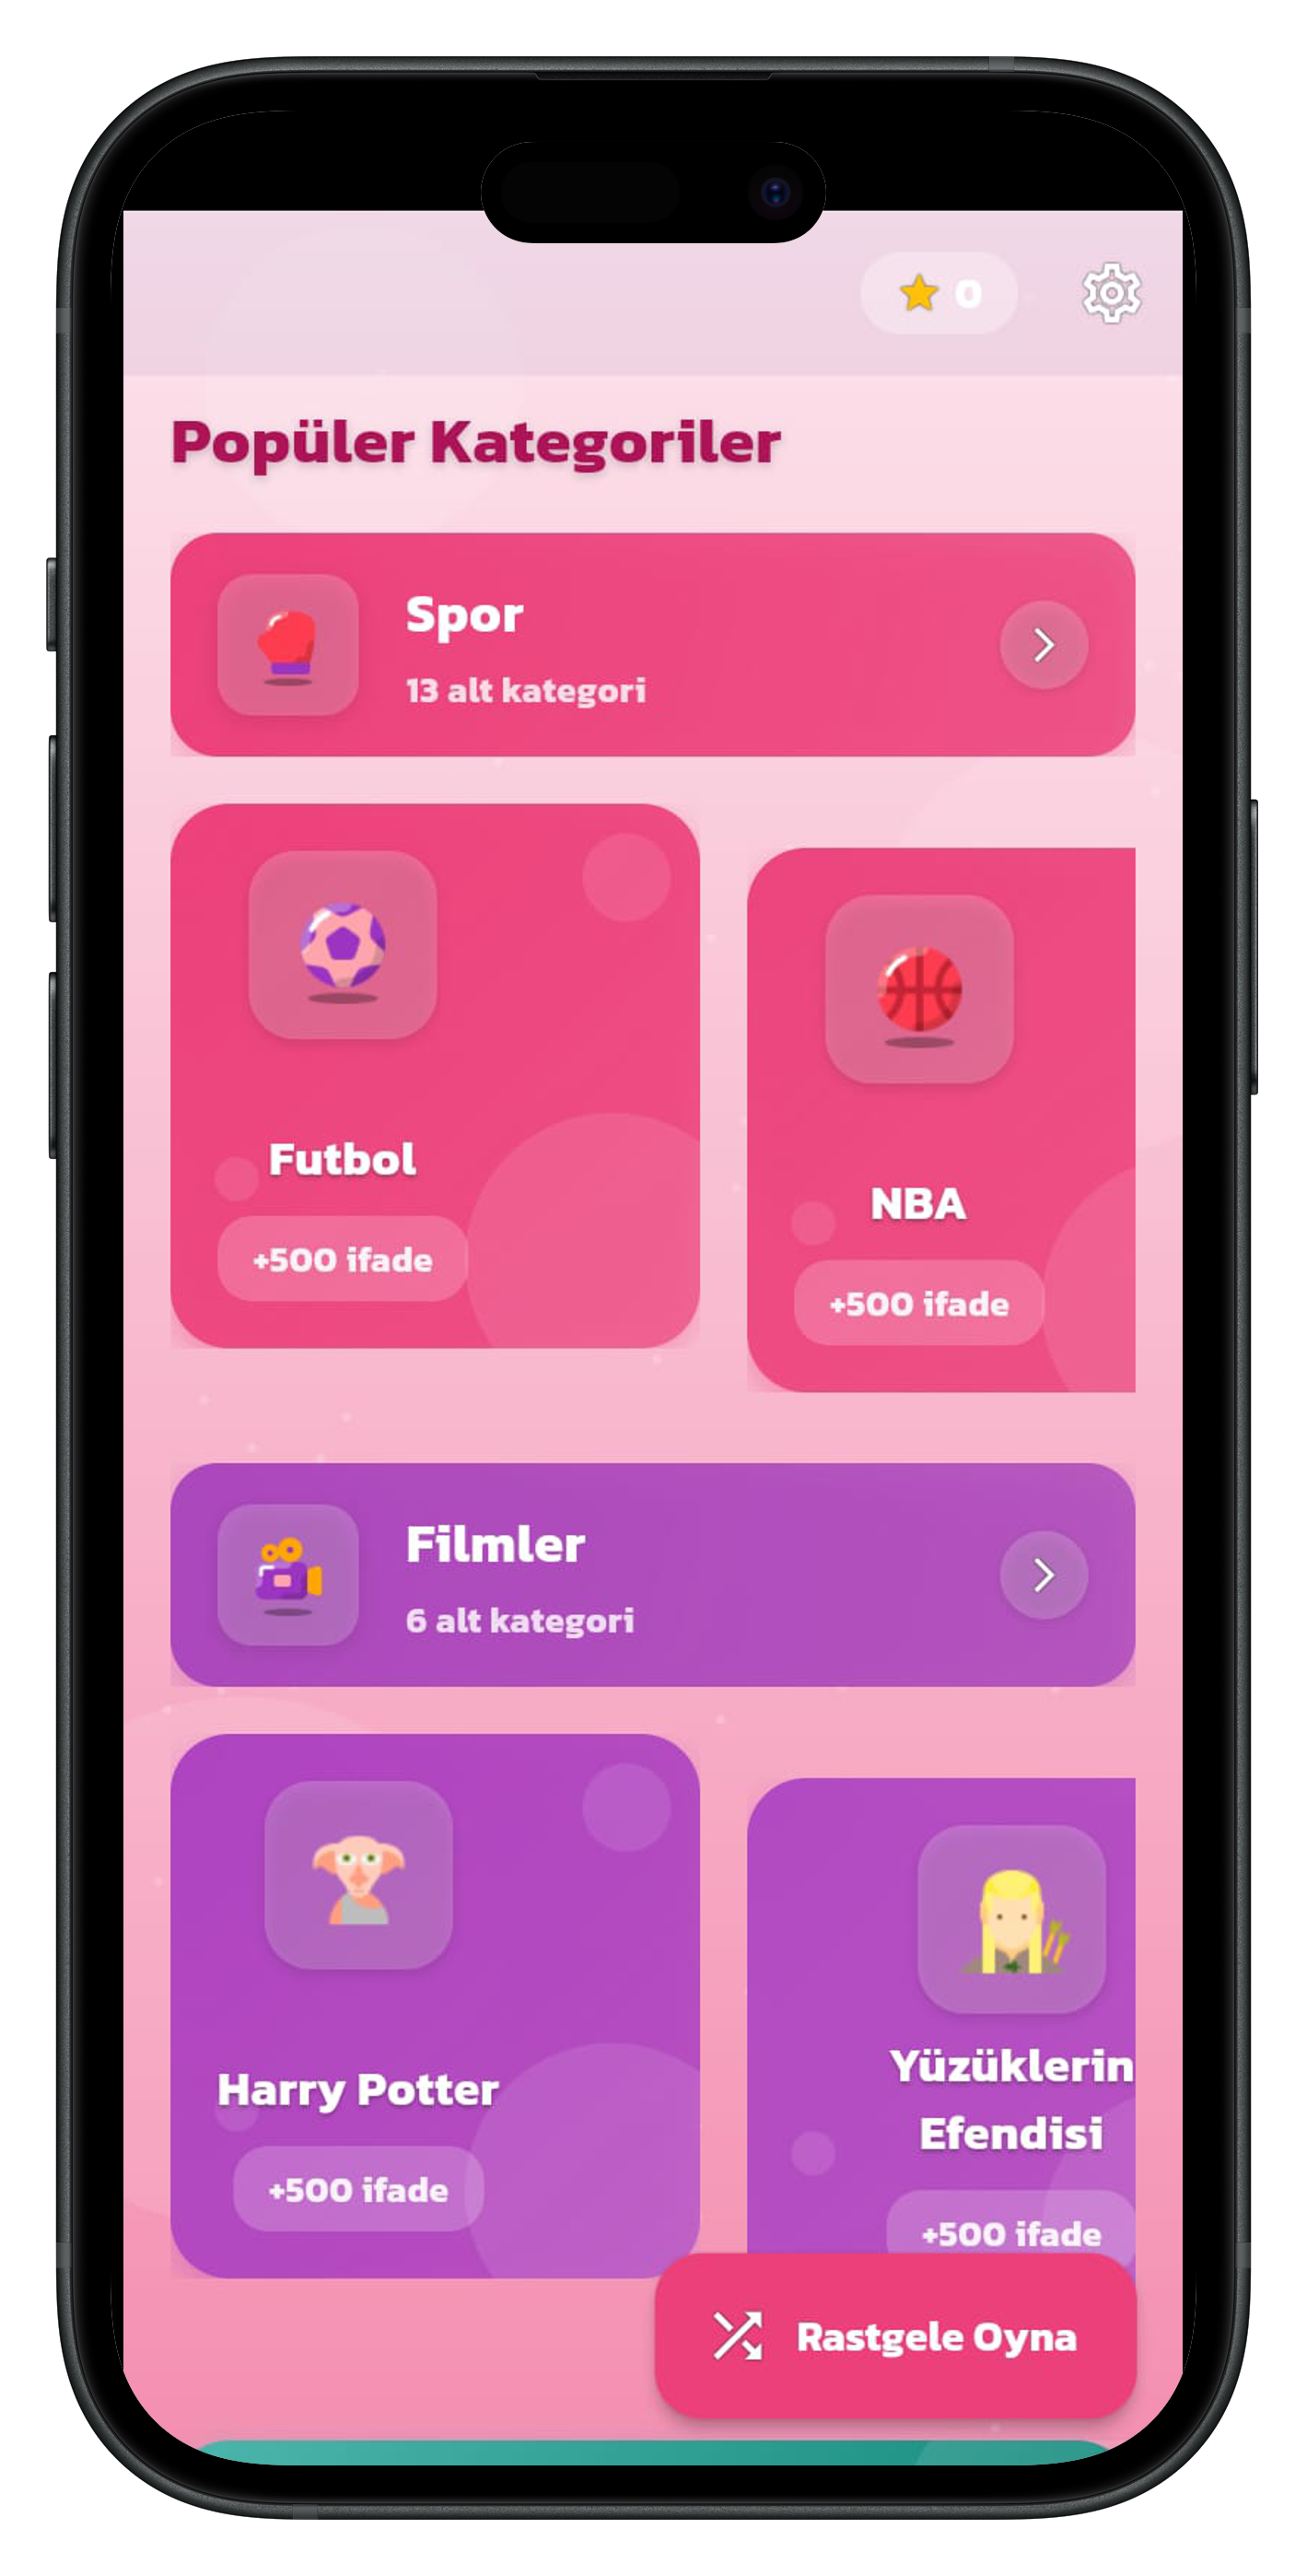 0
Popüler Kategoriler
Spor
13 alt kategori
Futbol
+500 ifade
NBA
+500 ifade
Filmler
6 alt kategori
Harry Potter
+500 ifade
Yüzüklerin
Efendisi
+500 ifade
Rastgele Oyna